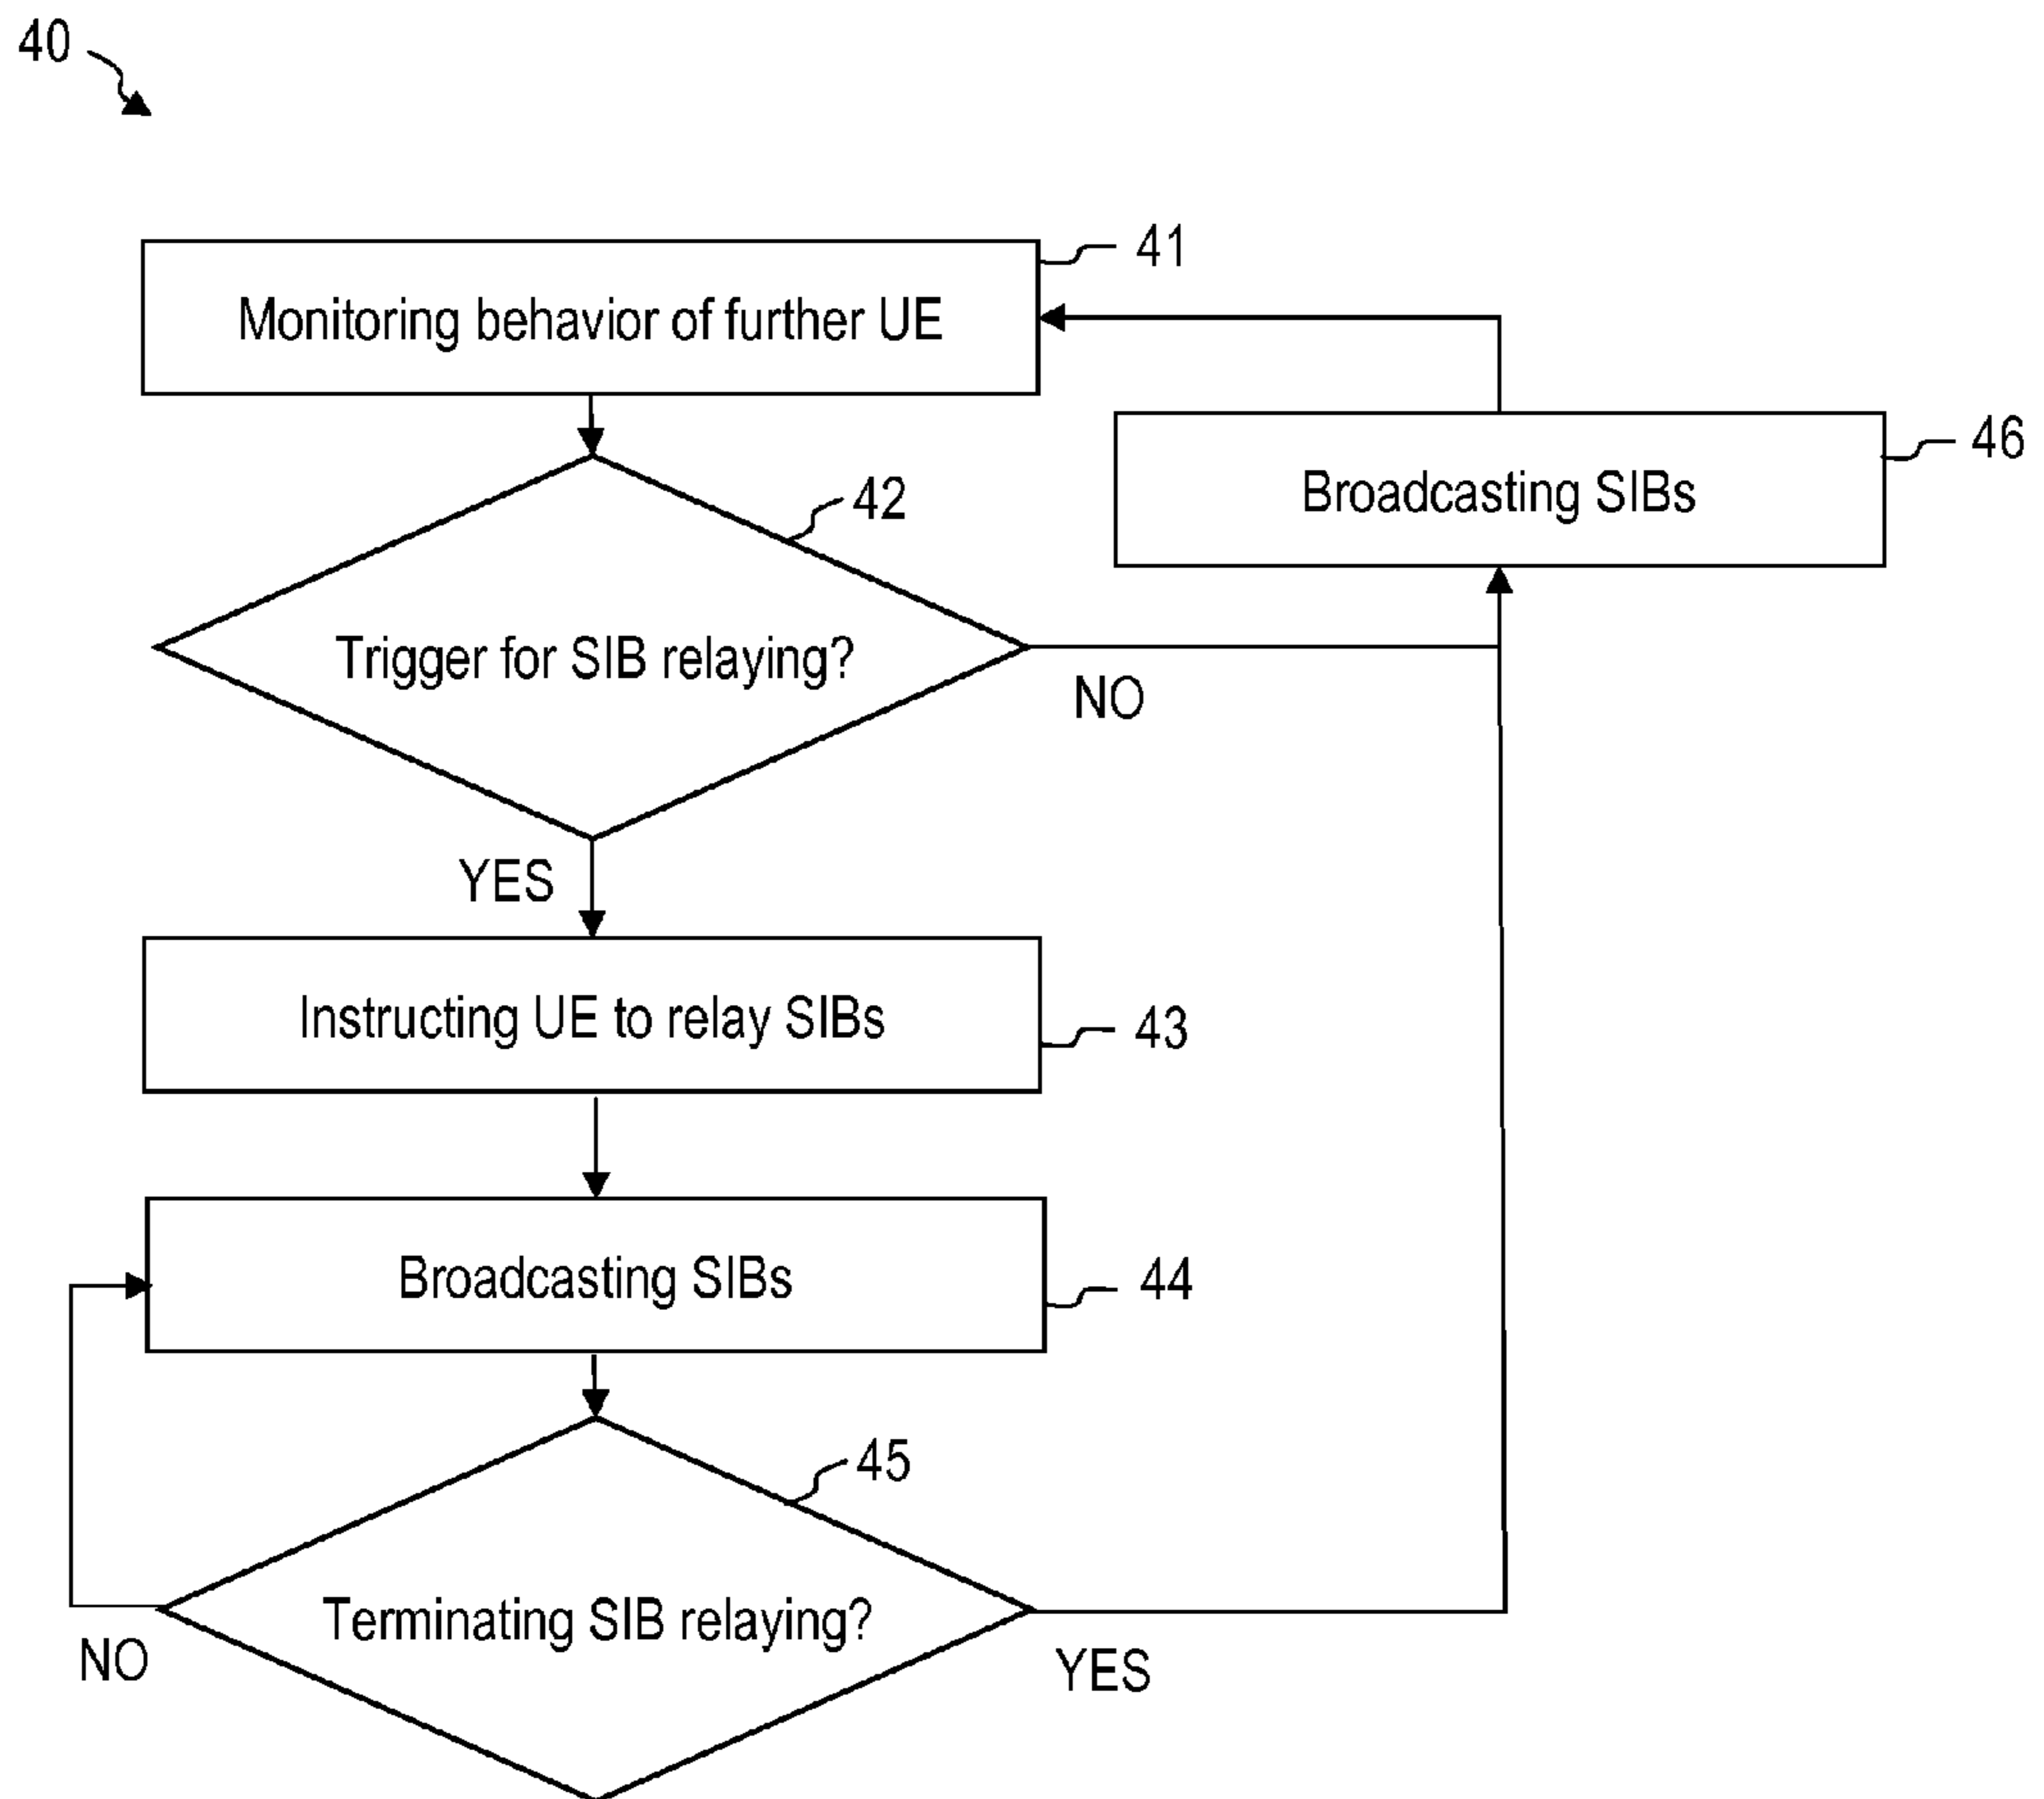 40
41
Monitoring behavior of further UE
46
Broadcasting SIBs
42
Trigger for SIB relaying?
NO
YES
Instructing UE to relay SIBs
43
Broadcasting SIBs
44
45
Terminating SIB relaying?
NO
YES